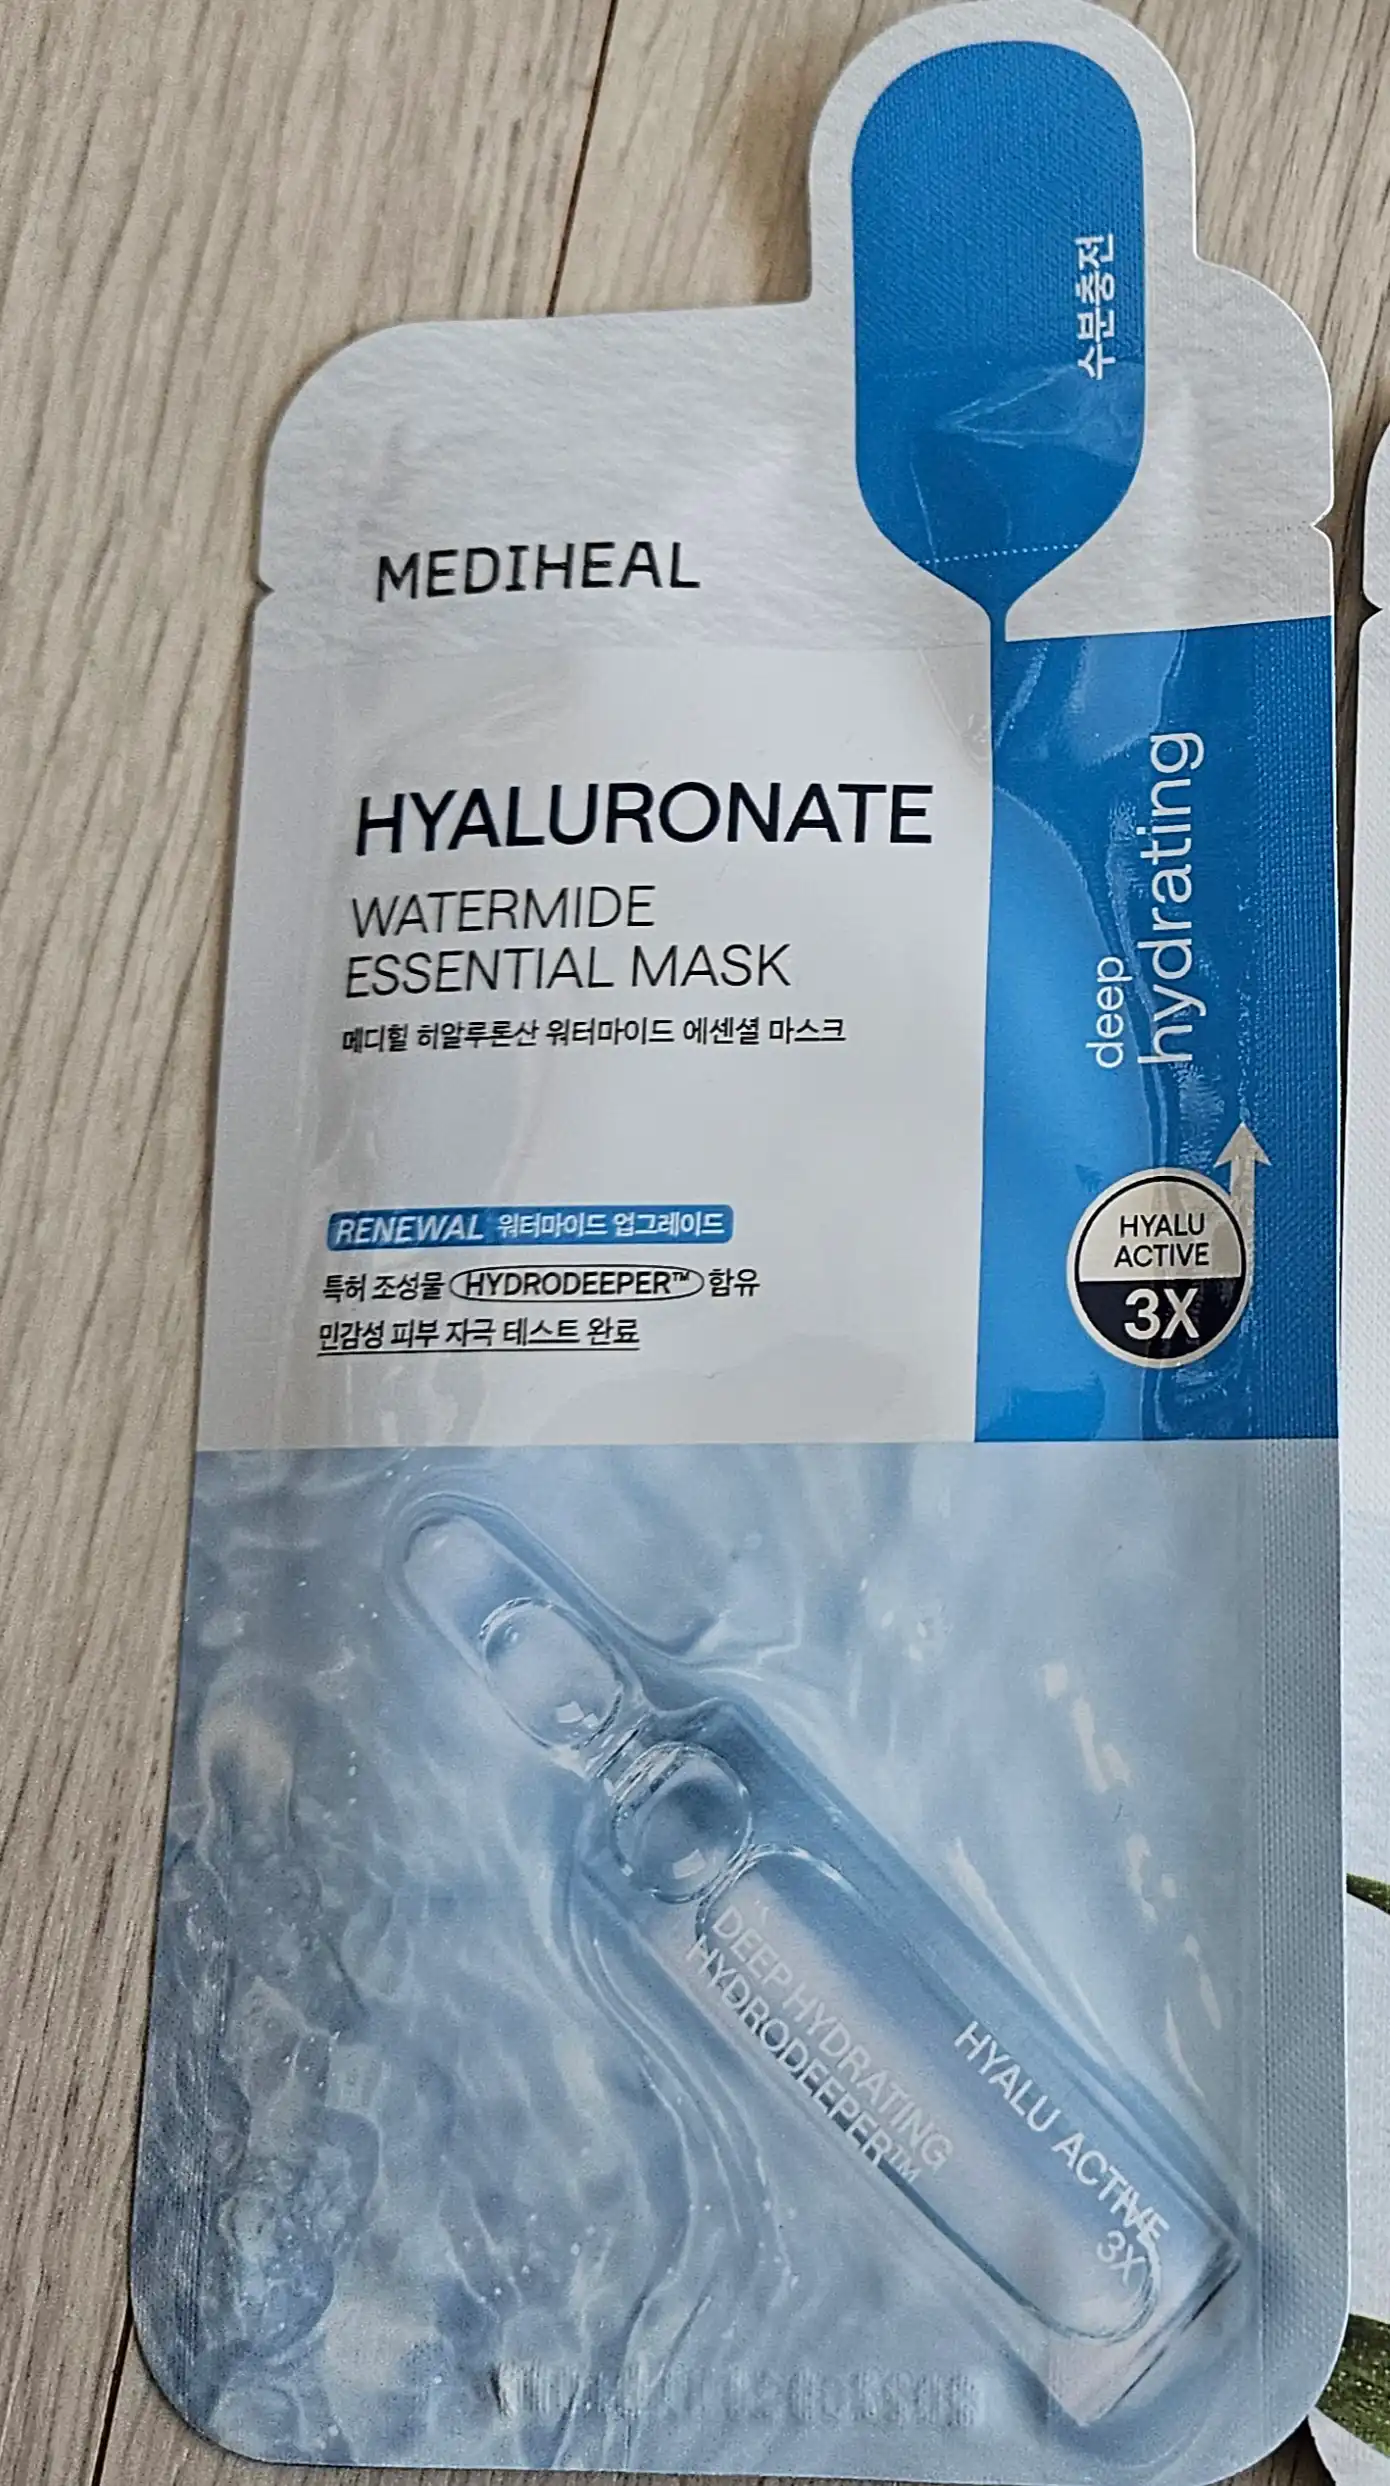 수분충전
MEDIHEAL
HYALURONATE
WATERMIDE
ESSENTIAL MASK
메디힐 히알루론산 워터마이드 에센셜 마스크
deep
hydrating
RENEWAL 워터마이드 업그레이드
특허 조성물 HYDRODEEPER™ 함유
민감성 피부 자극 테스트 완료
HYALU
ACTIVE
3X
DEEP HYDRATING
HYDRODEEPER™
HYALU ACTIVE
3X